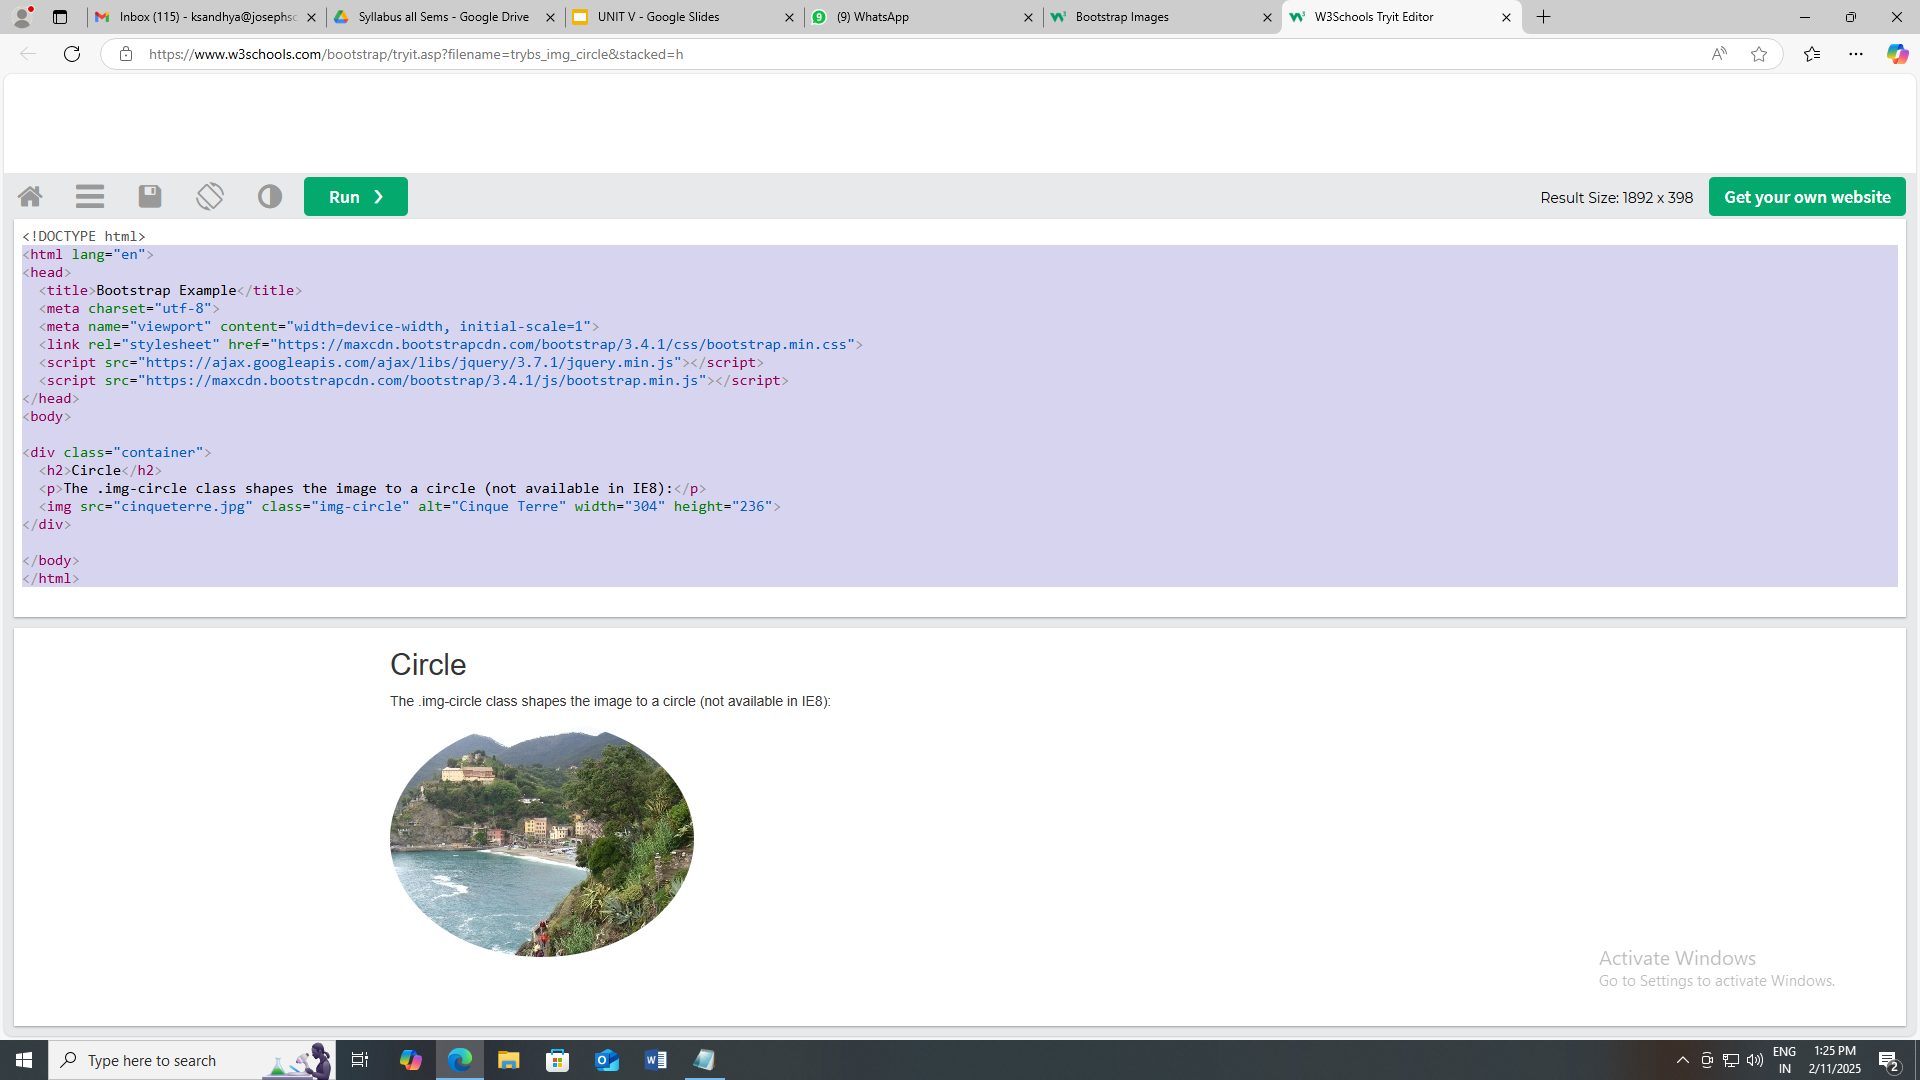 Inbox (115) - ksandhya@josephsc
Syllabus all Sems - Google Drive
UNIT V - Google Slides
9
(9) WhatsApp
Bootstrap Images
W3Schools Tryit Editor
https://www.w3schools.com/bootstrap/tryit.asp?filename=trybs_img_circle&stacked=h
Run ❯
Result Size: 1892 x 398
Get your own website
<!DOCTYPE html>
<html lang="en">
<head>
  <title>Bootstrap Example</title>
  <meta charset="utf-8">
  <meta name="viewport" content="width=device-width, initial-scale=1">
  <link rel="stylesheet" href="https://maxcdn.bootstrapcdn.com/bootstrap/3.4.1/css/bootstrap.min.css">
  <script src="https://ajax.googleapis.com/ajax/libs/jquery/3.7.1/jquery.min.js"></script>
  <script src="https://maxcdn.bootstrapcdn.com/bootstrap/3.4.1/js/bootstrap.min.js"></script>
</head>
<body>
<div class="container">
  <h2>Circle</h2>
  <p>The .img-circle class shapes the image to a circle (not available in IE8):</p>
  <img src="cinqueterre.jpg" class="img-circle" alt="Cinque Terre" width="304" height="236">
</div>
</body>
</html>
Circle
The .img-circle class shapes the image to a circle (not available in IE8):
Activate Windows
Go to Settings to activate Windows.
Type here to search
ENG
IN
1:25 PM
2/11/2025
2